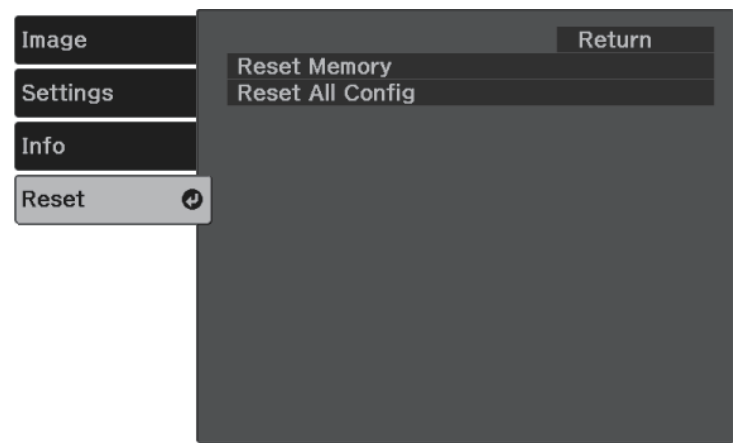 Image
Settings
Info
Reset
Return
Reset Memory
Reset All Config